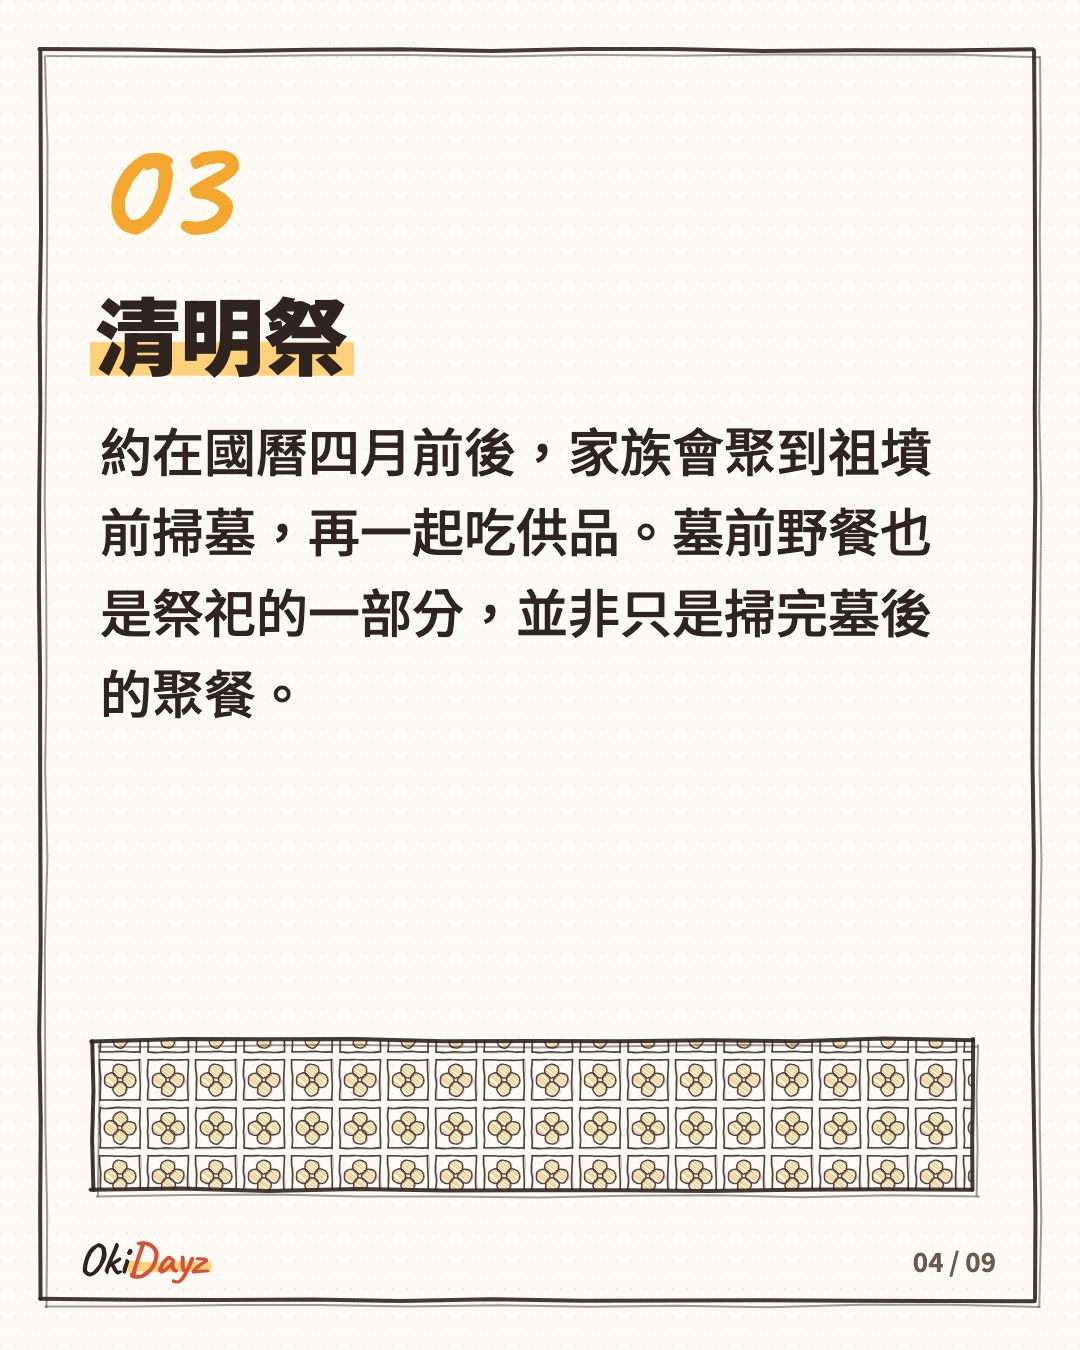 03
清明祭
約在國曆四月前後，家族會聚到祖墳
前掃墓，再一起吃供品。墓前野餐也
是祭祀的一部分，並非只是掃完墓後
的聚餐。
OkiDayz
04 / 09